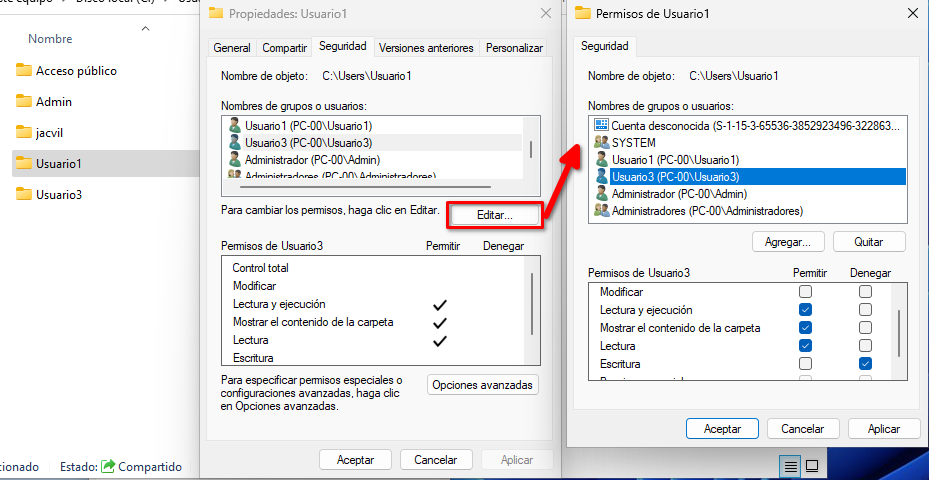 equipo
Nombre
Acceso público
Admin
jacvil
Usuario1
Usuario3
Estado: Compartido
Propiedades: Usuario1
General Compartir Seguridad Versiones anteriores Personalizar
Nombre de objeto: C:\Users\Usuario1
Nombres de grupos o usuarios:
Usuario1 (PC-00\Usuario1)
Usuario3 (PC-00\Usuario3)
Administrador (PC-00\Admin)
Administradores (PC-00\Administradores)
Para cambiar los permisos, haga clic en Editar.
Editar...
Permisos de Usuario3 Permitir Denegar
Control total
Modificar
Lectura y ejecución
Mostrar el contenido de la carpeta
Lectura
Escritura
Para especificar permisos especiales o
configuraciones avanzadas, haga clic
en Opciones avanzadas.
Opciones avanzadas
Aceptar Cancelar Aplicar
Permisos de Usuario1
Seguridad
Nombre de objeto: C:\Users\Usuario1
Nombres de grupos o usuarios:
Cuenta desconocida (S-1-15-3-65536-3852923496-322863...
SYSTEM
Usuario1 (PC-00\Usuario1)
Usuario3 (PC-00\Usuario3)
Administrador (PC-00\Admin)
Administradores (PC-00\Administradores)
Agregar... Quitar
Permisos de Usuario3 Permitir Denegar
Modificar
Lectura y ejecución
Mostrar el contenido de la carpeta
Lectura
Escritura
Aceptar Cancelar Aplicar